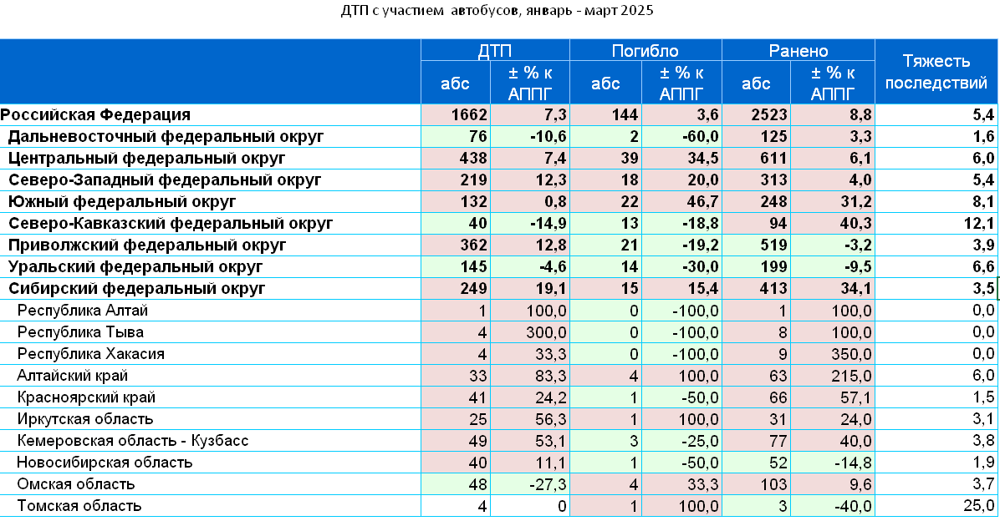 ДТП с участием автобусов, январь - март 2025
ДТП Погибло Ранено Тяжесть последствий
абс ± % к АППГ абс ± % к АППГ абс ± % к АППГ
Российская Федерация 1662 7,3 144 3,6 2523 8,8 5,4
Дальневосточный федеральный округ 76 -10,6 2 -60,0 125 3,3 1,6
Центральный федеральный округ 438 7,4 39 34,5 611 6,1 6,0
Северо-Западный федеральный округ 219 12,3 18 20,0 313 4,0 5,4
Южный федеральный округ 132 0,8 22 46,7 248 31,2 8,1
Северо-Кавказский федеральный округ 40 -14,9 13 -18,8 94 40,3 12,1
Приволжский федеральный округ 362 12,8 21 -19,2 519 -3,2 3,9
Уральский федеральный округ 145 -4,6 14 -30,0 199 -9,5 6,6
Сибирский федеральный округ 249 19,1 15 15,4 413 34,1 3,5
Республика Алтай 1 100,0 0 -100,0 1 100,0 0,0
Республика Тыва 4 300,0 0 -100,0 8 100,0 0,0
Республика Хакасия 4 33,3 0 -100,0 9 350,0 0,0
Алтайский край 33 83,3 4 100,0 63 215,0 6,0
Красноярский край 41 24,2 1 -50,0 66 57,1 1,5
Иркутская область 25 56,3 1 100,0 31 24,0 3,1
Кемеровская область - Кузбасс 49 53,1 3 -25,0 77 40,0 3,8
Новосибирская область 40 11,1 1 -50,0 52 -14,8 1,9
Омская область 48 -27,3 4 33,3 103 9,6 3,7
Томская область 4 0 1 100,0 3 -40,0 25,0